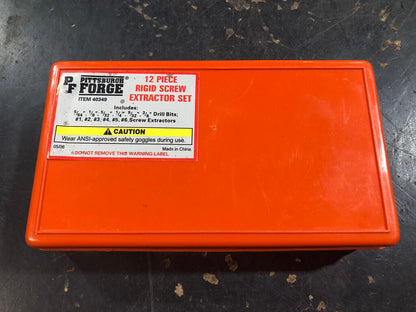 PF PITTSBURGH
FORGE
ITEM 40349
12 PIECE
RIGID SCREW
EXTRACTOR SET
Includes:
Drill Bits;
#1, #2, #3, #4, #5, #6 Screw Extractors
CAUTION
Wear ANSI-approved safety goggles during use.
05/06
Made in China.
DO NOT REMOVE THIS WARNING LABEL.